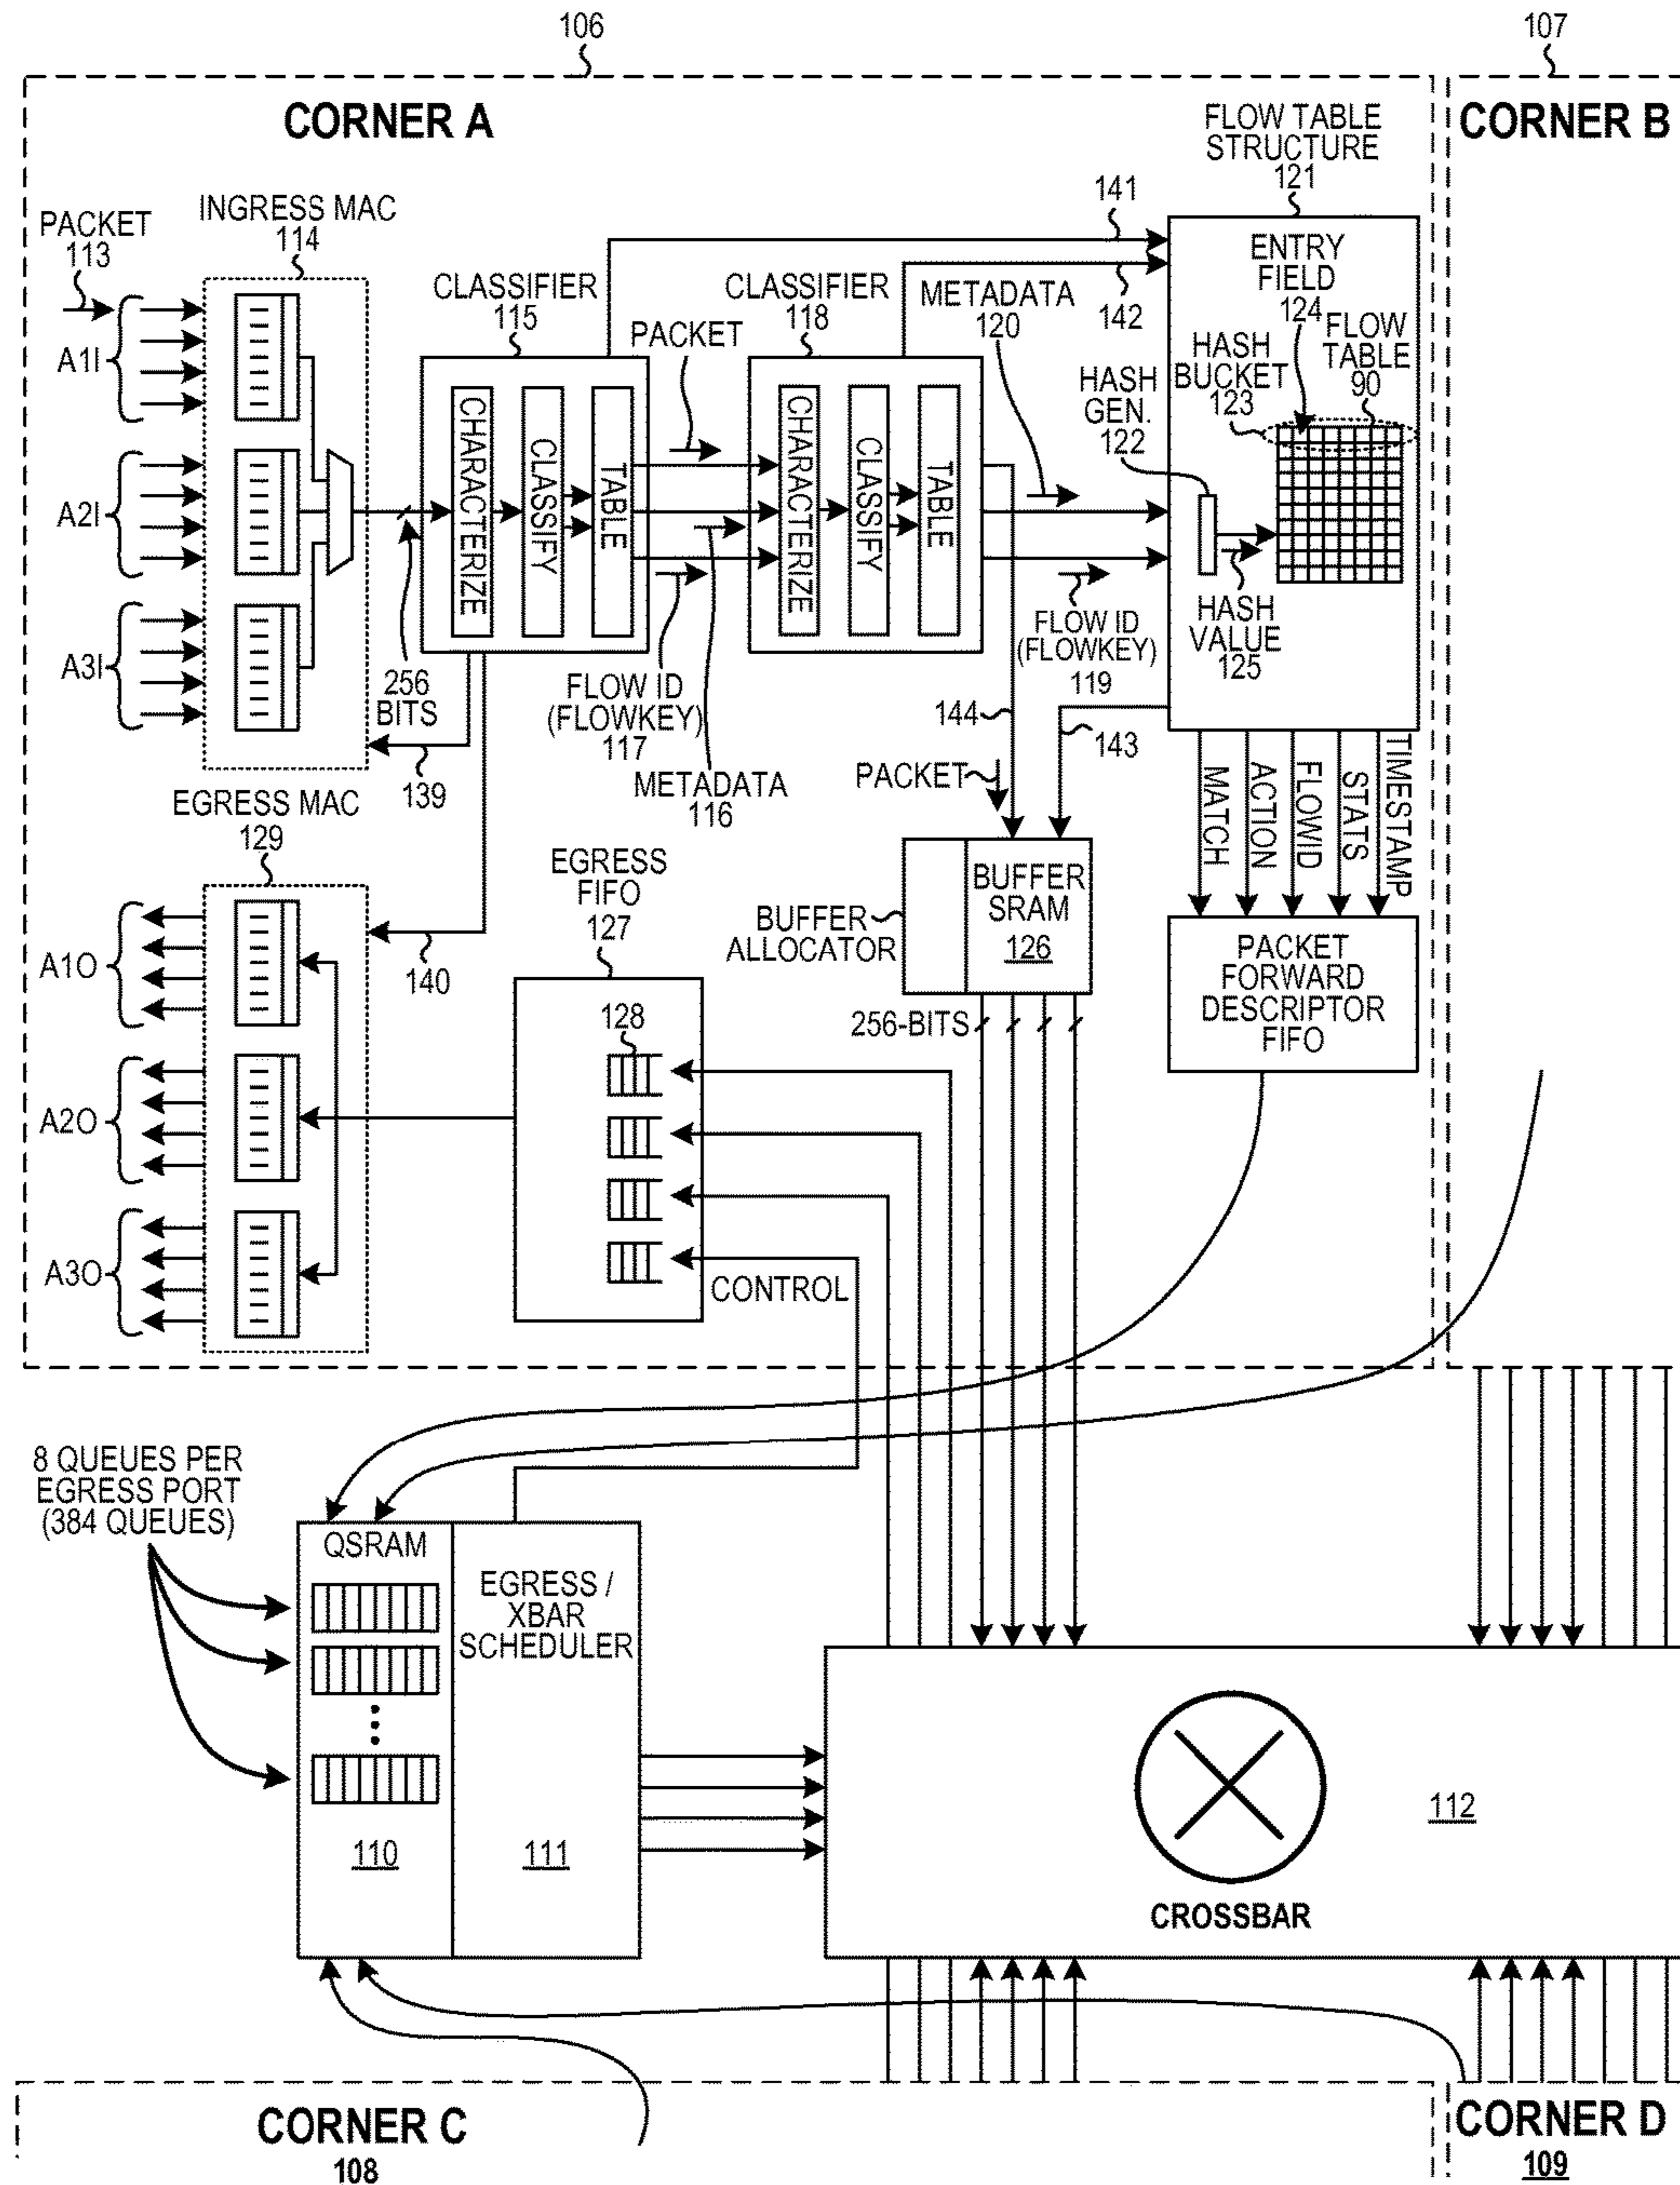 106
107
CORNER A
CORNER B
FLOW TABLE
STRUCTURE
121
PACKET
113
INGRESS MAC
114
141
142
CLASSIFIER
115
CLASSIFIER
118
METADATA
120
PACKET
ENTRY
FIELD
124
FLOW
TABLE
90
HASH
BUCKET
123
HASH
GEN.
122
A1I
A2I
A3I
CHARACTERIZE
CLASSIFY
TABLE
CHARACTERIZE
CLASSIFY
TABLE
HASH
VALUE
125
256
BITS
FLOW ID
(FLOWKEY)
117
FLOW ID
(FLOWKEY)
119
METADATA
116
139
144
143
PACKET
MATCH
ACTION
FLOWID
STATS
TIMESTAMP
EGRESS MAC
129
EGRESS
FIFO
127
BUFFER
ALLOCATOR
BUFFER
SRAM
126
140
PACKET
FORWARD
DESCRIPTOR
FIFO
A1O
A2O
A3O
128
256-BITS
CONTROL
8 QUEUES PER
EGRESS PORT
(384 QUEUES)
QSRAM
EGRESS /
XBAR
SCHEDULER
110
111
112
CROSSBAR
CORNER C
108
CORNER D
109